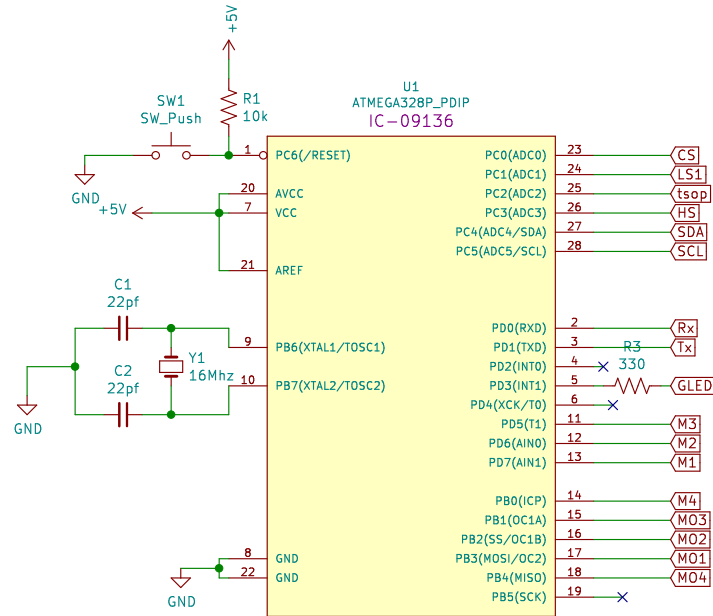 +5V
U1
ATMEGA328P_PDIP
IC-09136
SW1
SW_Push
R1
10k
GND
1
PC6(/RESET)
+5V
20
AVCC
7
VCC
21
AREF
C1
22pf
C2
22pf
Y1
16Mhz
GND
9
PB6(XTAL1/TOSC1)
10
PB7(XTAL2/TOSC2)
8
GND
22
GND
GND
PC0(ADC0) 23 CS
PC1(ADC1) 24 LS1
PC2(ADC2) 25 tsop
PC3(ADC3) 26 HS
PC4(ADC4/SDA) 27 SDA
PC5(ADC5/SCL) 28 SCL
PD0(RXD) 2 Rx
PD1(TXD) 3 Tx
PD2(INT0) 4
R3
330
PD3(INT1) 5 GLED
PD4(XCK/T0) 6
PD5(T1) 11 M3
PD6(AIN0) 12 M2
PD7(AIN1) 13 M1
PB0(ICP) 14 M4
PB1(OC1A) 15 MO3
PB2(SS/OC1B) 16 MO2
PB3(MOSI/OC2) 17 MO1
PB4(MISO) 18 MO4
PB5(SCK) 19